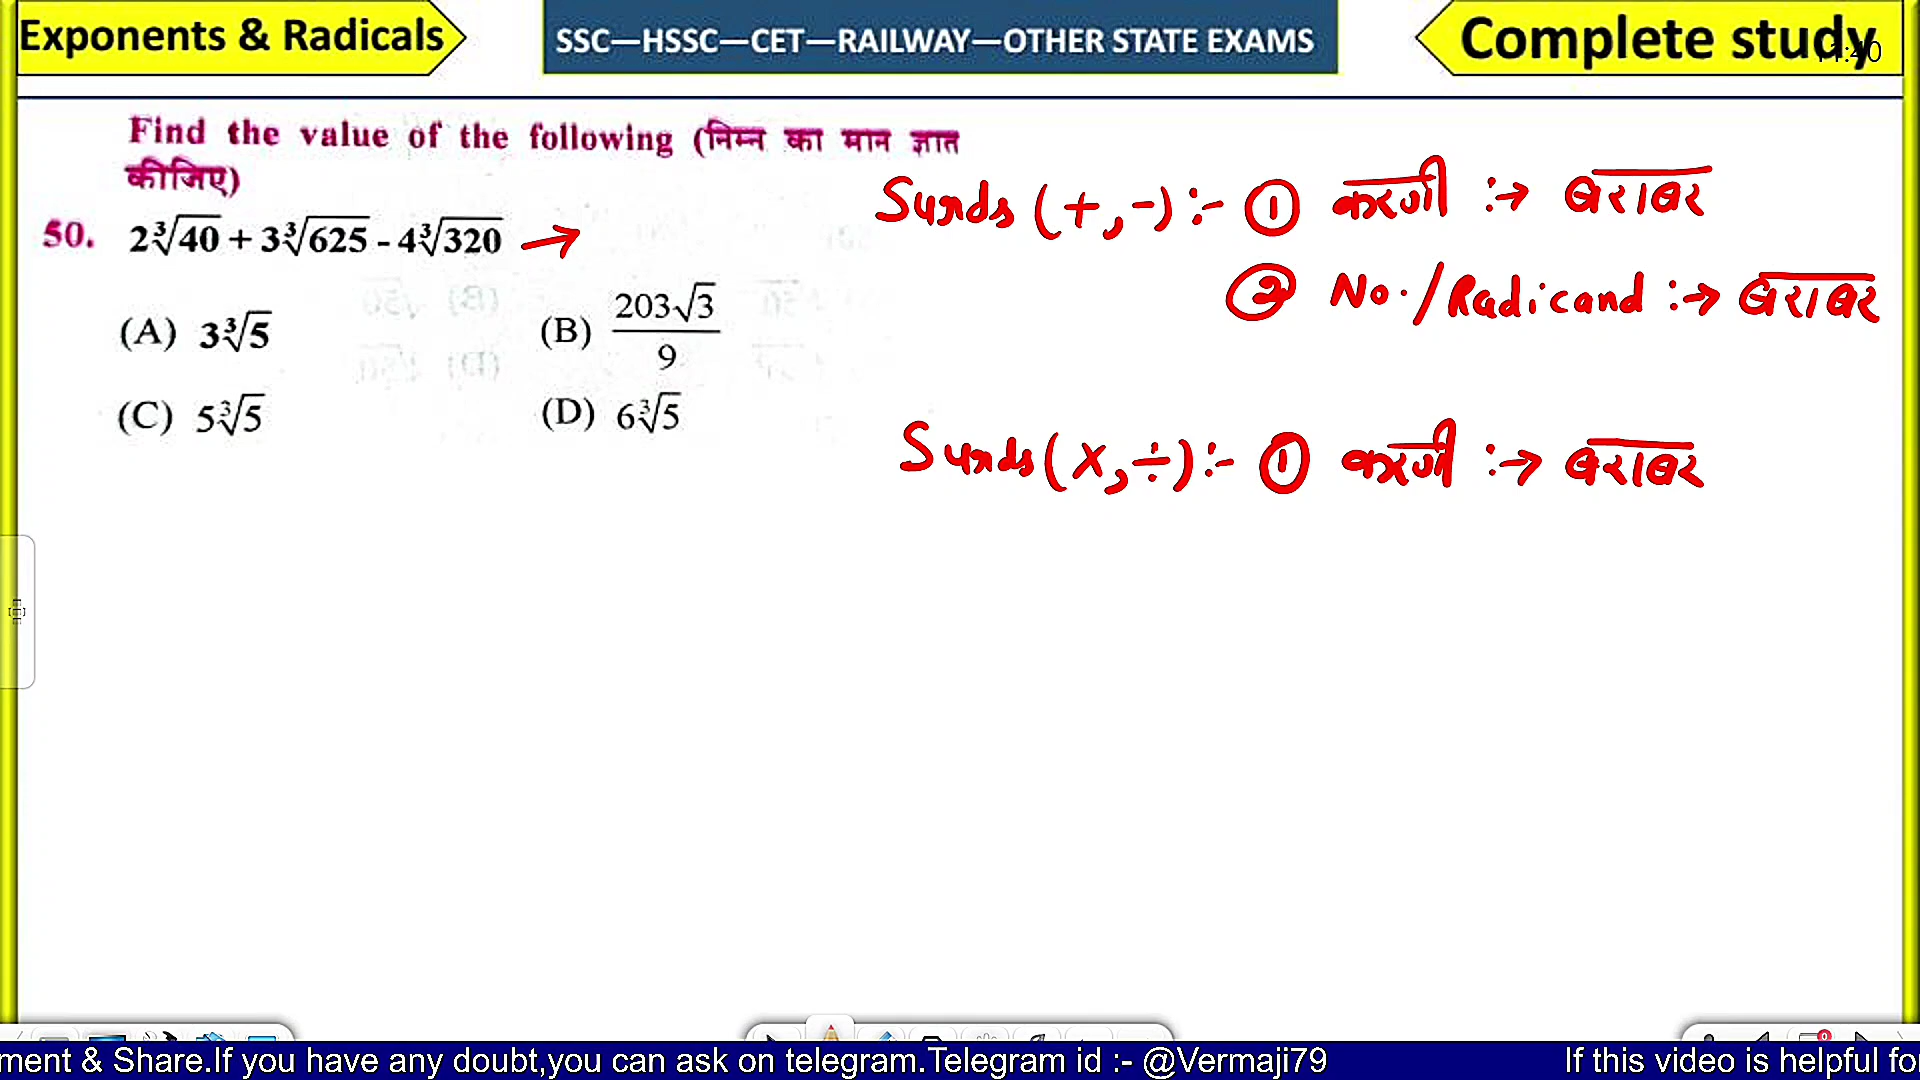 Exponents & Radicals
SSC—HSSC—CET—RAILWAY—OTHER STATE EXAMS
Complete study
11:40
Find the value of the following (निम्न का मान ज्ञात
कीजिए)
50. 2∛40 + 3∛625 - 4∛320 →
(A) 3∛5
(B) 203√3 / 9
(C) 5∛5
(D) 6∛5
Surds (+,-) :- ① करणी :→ बराबर
② No./Radicand :→ बराबर
Surds (×,÷) :- ① करणी :→ बराबर
ment & Share.If you have any doubt,you can ask on telegram.Telegram id :- @Vermaji79
If this video is helpful fo